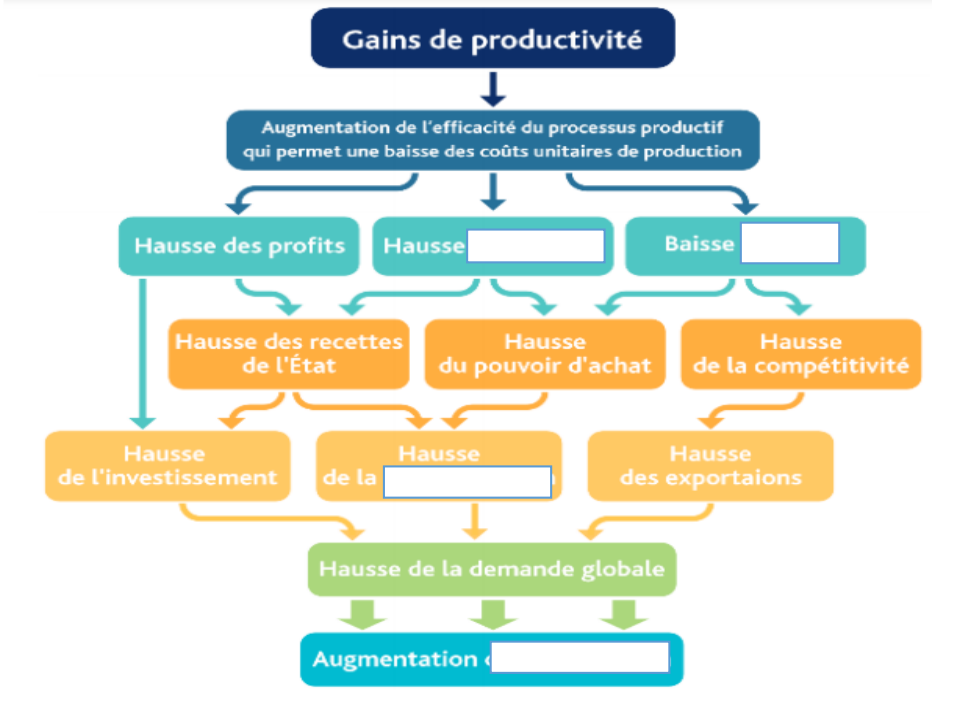 Gains de productivité
Augmentation de l'efficacité du processus productif
qui permet une baisse des coûts unitaires de production
Hausse des profits
Hausse
Baisse
Hausse des recettes
de l'État
Hausse
du pouvoir d'achat
Hausse
de la compétitivité
Hausse
de l'investissement
Hausse
de la
Hausse
des exportaions
Hausse de la demande globale
Augmentation